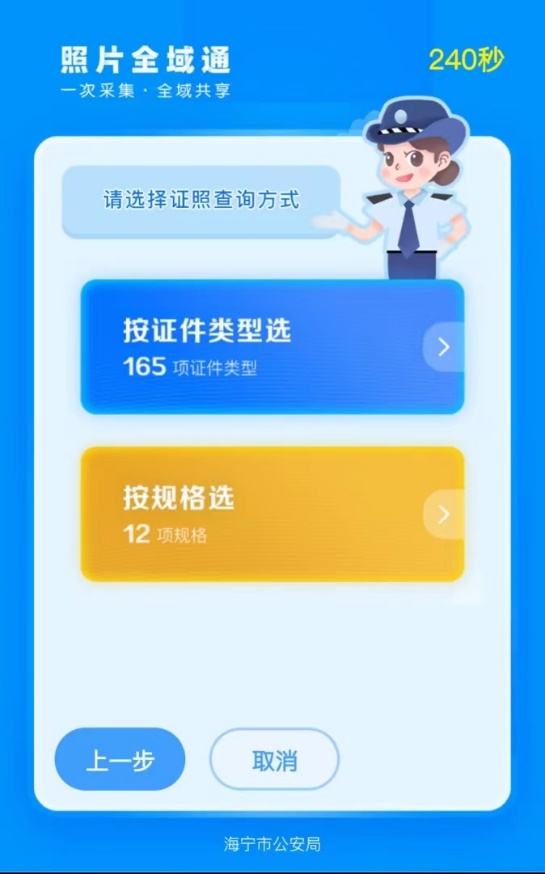 照片全域通
240秒
一次采集·全域共享
请选择证照查询方式
按证件类型选
165 项证件类型
按规格选
12 项规格
上一步
取消
海宁市公安局